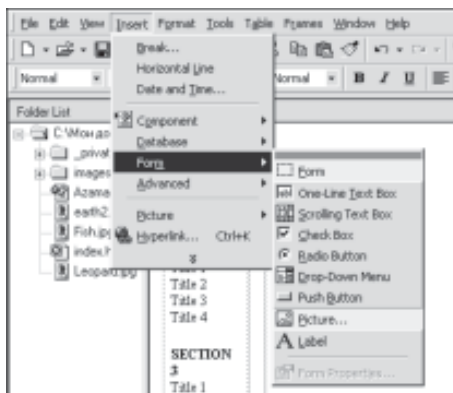 File Edit View Insert Format Tools Table Frames Window Help
Normal
Normal B I U
Break...
Horizontal Line
Date and Time...
Component
Database
Form
Advanced
Picture
Hyperlink... Ctrl+K
Form
One-Line Text Box
Scrolling Text Box
Check Box
Radio Button
Drop-Down Menu
Push Button
Picture...
Label
Form Properties...
Folder List
C:\Мои до
_privat
images
Azama
earth2.
Fish.jpg
index.h
Leopard.jpg
Title 2
Title 3
Title 4
SECTION
3
Title 1